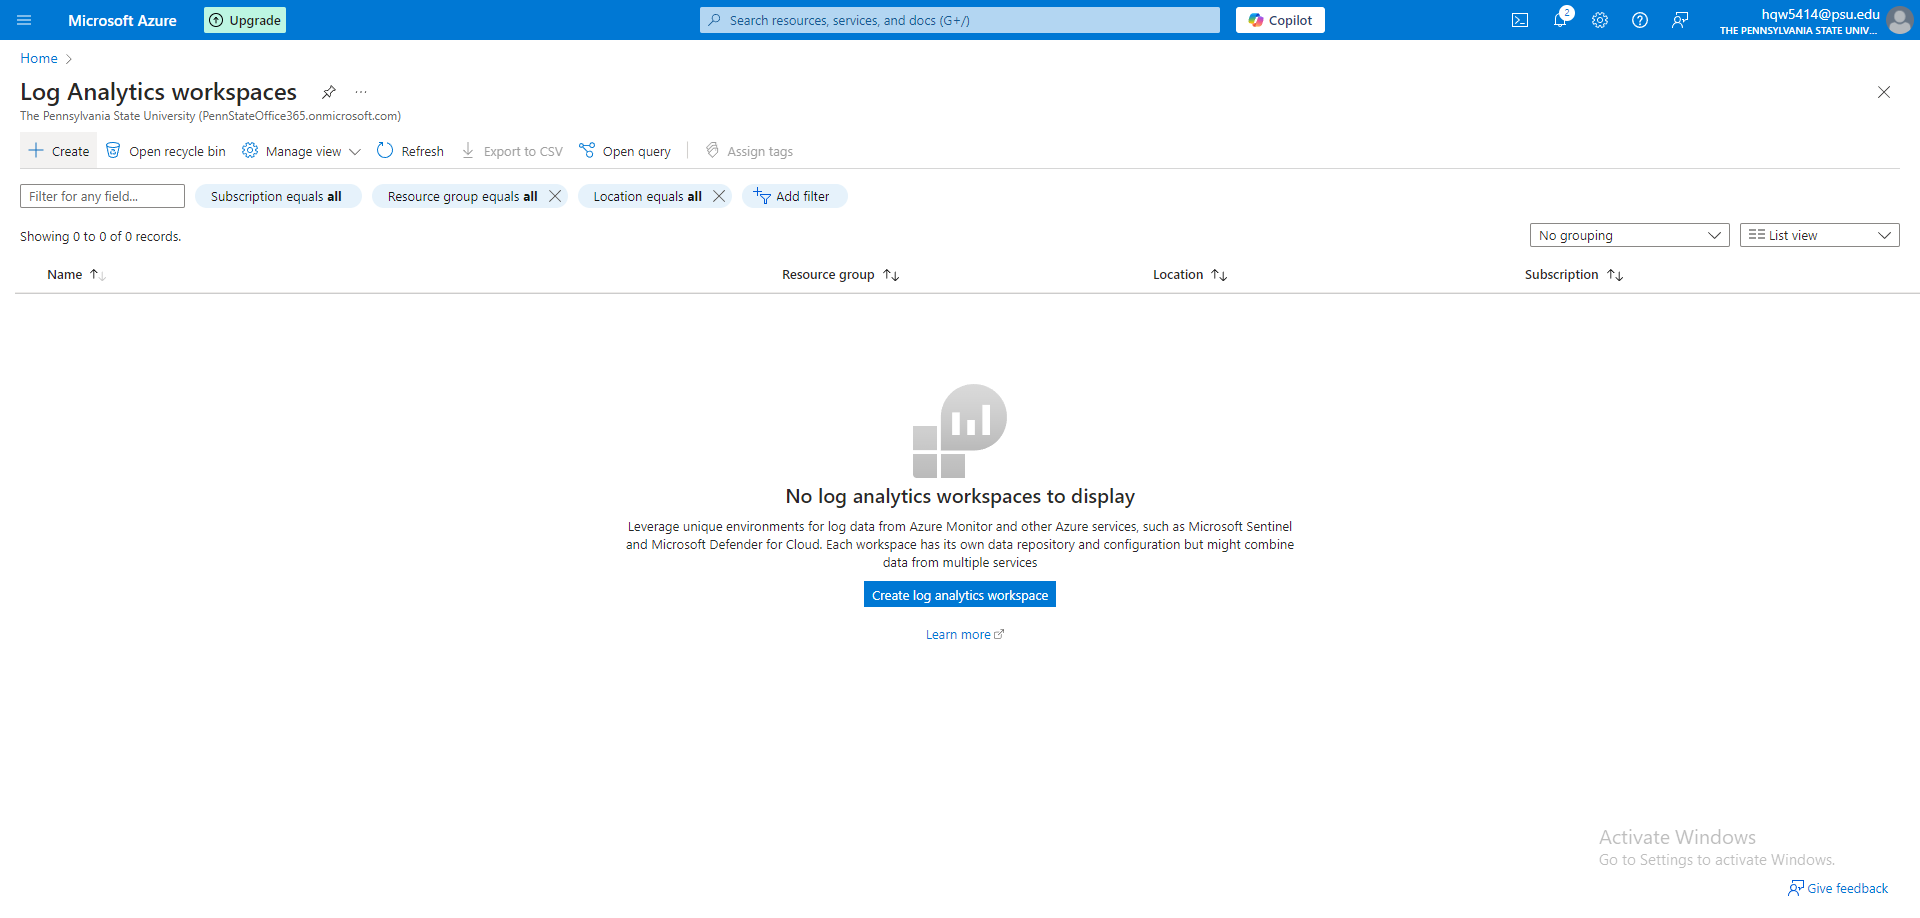 Microsoft Azure
Upgrade
Search resources, services, and docs (G+/)
Copilot
2
hqw5414@psu.edu
THE PENNSYLVANIA STATE UNIV...
Home
Log Analytics workspaces
...
The Pennsylvania State University (PennStateOffice365.onmicrosoft.com)
Create
Open recycle bin
Manage view
Refresh
Export to CSV
Open query
Assign tags
Filter for any field...
Subscription equals all
Resource group equals all
Location equals all
Add filter
Showing 0 to 0 of 0 records.
No grouping
List view
Name
Resource group
Location
Subscription
No log analytics workspaces to display
Leverage unique environments for log data from Azure Monitor and other Azure services, such as Microsoft Sentinel
and Microsoft Defender for Cloud. Each workspace has its own data repository and configuration but might combine
data from multiple services
Create log analytics workspace
Learn more
Activate Windows
Go to Settings to activate Windows.
Give feedback